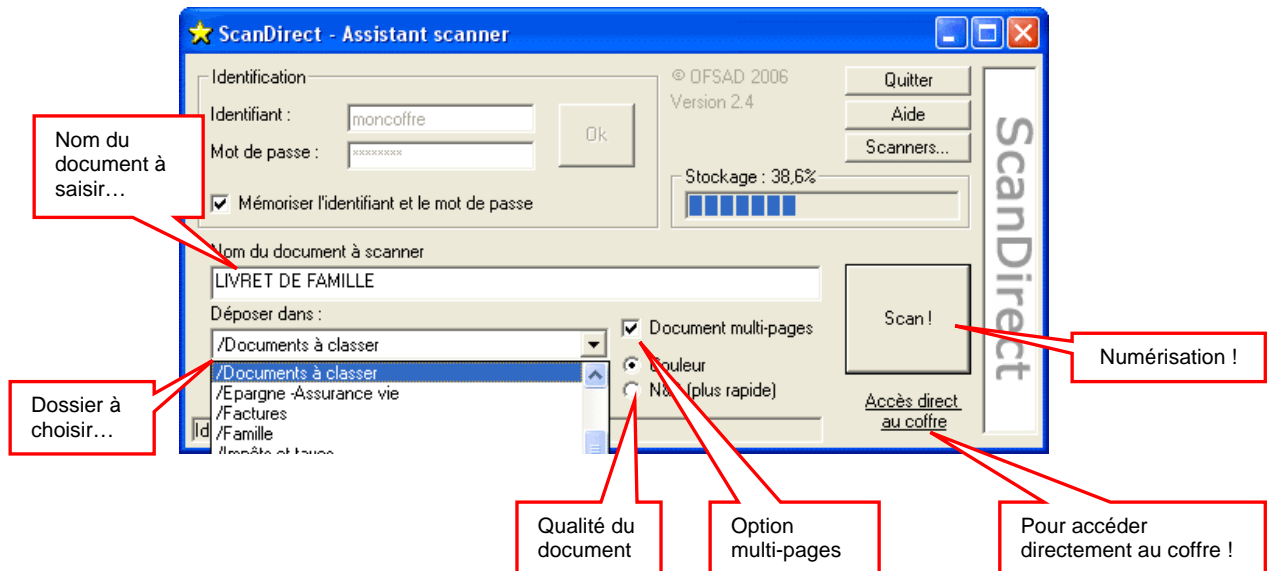 ScanDirect - Assistant scanner
Identification
Identifiant :
moncoffre
Mot de passe :
xxxxxxxx
Ok
Mémoriser l'identifiant et le mot de passe
© OFSAD 2006
Version 2.4
Quitter
Aide
Scanners...
Stockage : 38,6%
ScanDirect
Nom du
document à
saisir…
Nom du document à scanner
LIVRET DE FAMILLE
Déposer dans :
/Documents à classer
/Documents à classer
/Epargne -Assurance vie
/Factures
/Famille
/Impôts et taxes
Document multi-pages
Couleur
N&B (plus rapide)
Scan !
Accès direct
au coffre
Id
Numérisation !
Dossier à
choisir…
Qualité du
document
Option
multi-pages
Pour accéder
directement au coffre !